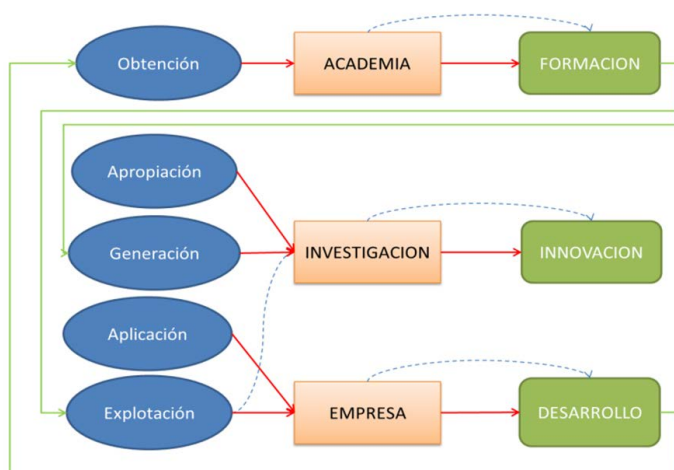 Obtención
ACADEMIA
FORMACION
Apropiación
Generación
INVESTIGACION
INNOVACION
Aplicación
Explotación
EMPRESA
DESARROLLO